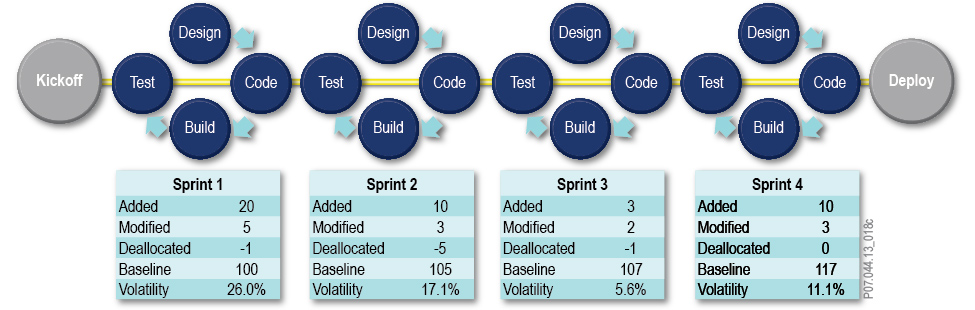 Design Design Design Design
Kickoff Test Code Test Code Test Code Test Code Deploy
Build Build Build Build
Sprint 1
Added 20
Modified 5
Deallocated -1
Baseline 100
Volatility 26.0%
Sprint 2
Added 10
Modified 3
Deallocated -5
Baseline 105
Volatility 17.1%
Sprint 3
Added 3
Modified 2
Deallocated -1
Baseline 107
Volatility 5.6%
Sprint 4
Added 10
Modified 3
Deallocated 0
Baseline 117
Volatility 11.1%
P07.044.13_018c